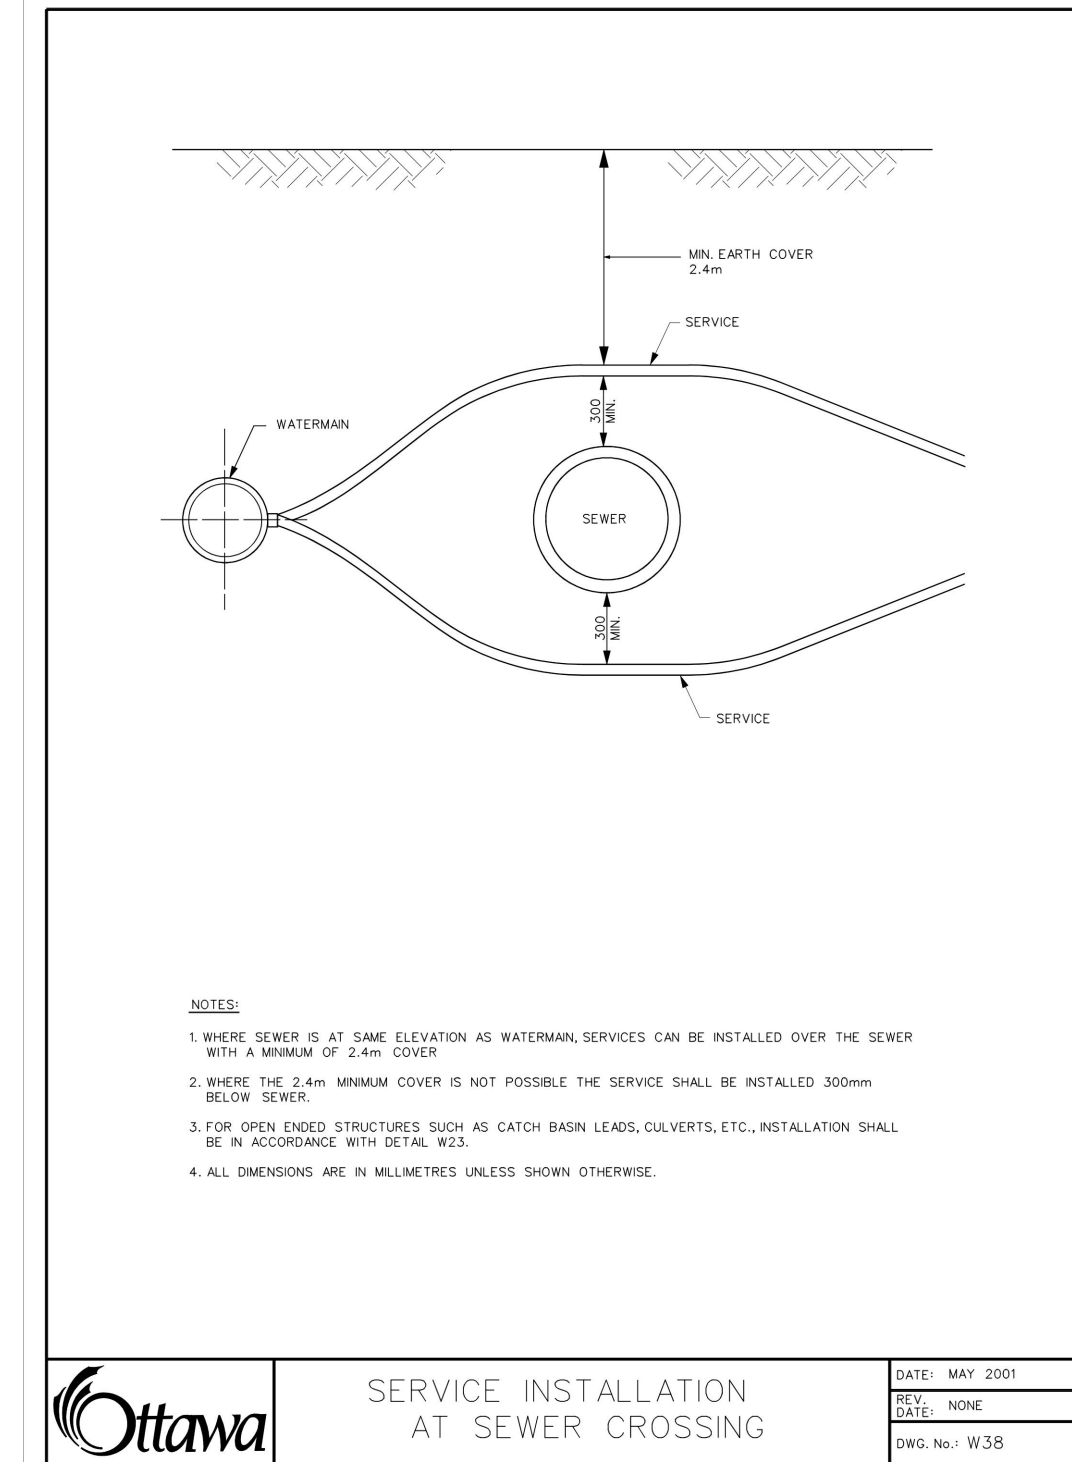 MIN. EARTH COVER
2.4m
SERVICE
300
MIN.
WATERMAIN
SEWER
300
MIN.
SERVICE
NOTES:
1. WHERE SEWER IS AT SAME ELEVATION AS WATERMAIN, SERVICES CAN BE INSTALLED OVER THE SEWER
WITH A MINIMUM OF 2.4m COVER
2. WHERE THE 2.4m MINIMUM COVER IS NOT POSSIBLE THE SERVICE SHALL BE INSTALLED 300mm
BELOW SEWER.
3. FOR OPEN ENDED STRUCTURES SUCH AS CATCH BASIN LEADS, CULVERTS, ETC., INSTALLATION SHALL
BE IN ACCORDANCE WITH DETAIL W23.
4. ALL DIMENSIONS ARE IN MILLIMETRES UNLESS SHOWN OTHERWISE.
Ottawa
SERVICE INSTALLATION
AT SEWER CROSSING
DATE: MAY 2001
REV.
DATE: NONE
DWG. No.: W38